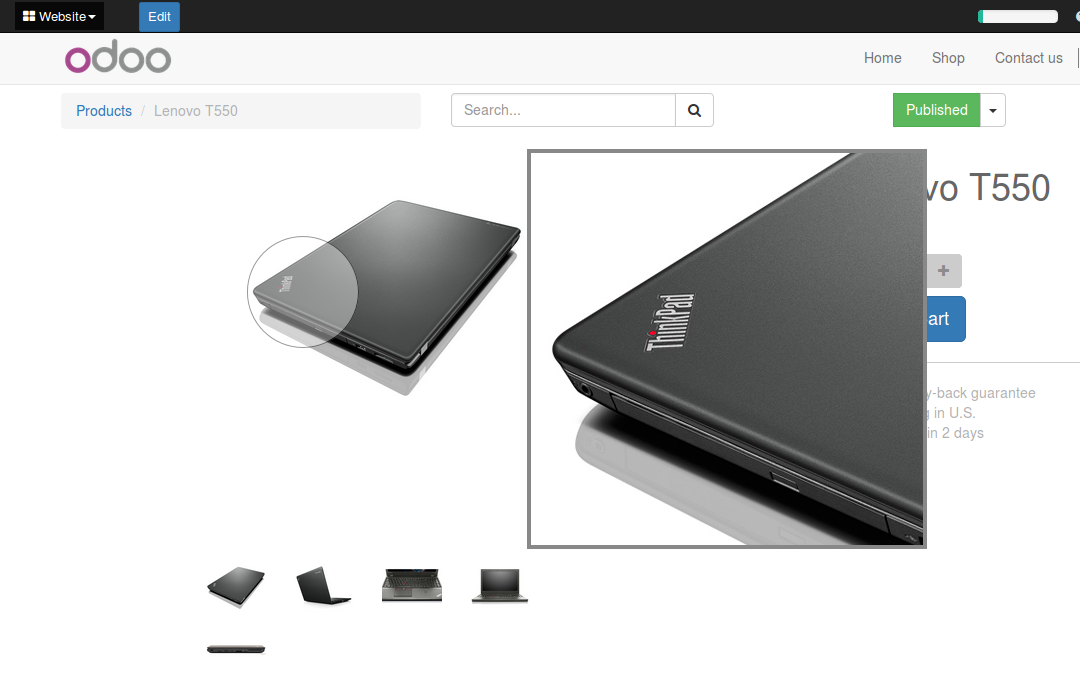 Website
Edit
odoo
Home
Shop
Contact us
Products / Lenovo T550
Search...
Published
vo T550
ThinkPad
ThinkPad
+
art
y-back guarantee
g in U.S.
in 2 days